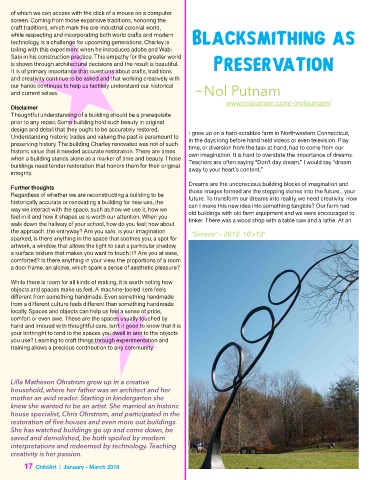 of which we can access with the click of a mouse on a computer
screen. Coming from those expansive traditions, honoring the
craft traditions, which mark the pre-industrial colonial world,
while respecting and incorporating both world crafts and modern
technology, is a challenge for upcoming generations. Charley is
toiling with this experiment when he introduces adobe and Wabi
Sabi in his construction practice. This empathy for the greater world
is shown through architectural decisions and the result is beautiful.
It is of primary importance that questions about crafts, traditions
and creativity continue to be asked and that working creatively with
our hands continues to help us tactilely understand our historical
and current selves.
Disclaimer
Thoughtful understanding of a building should be a prerequisite
prior to any repair. Some building hold such beauty in original
design and detail that they ought to be accurately restored.
Understanding historic trades and valuing the past is paramount to
preserving history. The building Charley renovated was not of such
historic value that it needed accurate restoration. There are times
when a building stands alone as a marker of time and beauty. Those
buildings need tender restoration that honors them for their original
integrity.
Further thoughts
Regardless of whether we are reconstructing a building to be
historically accurate or renovating a building for new use, the
way we interact with the space, such as how we use it, how we
feel in it and how it shapes us is worth our attention. When you
walk down the hallway of your school, how do you feel; how about
the approach, the entryway? Are you safe, is your imagination
sparked, is there anything in the space that soothes you, a spot for
artwork, a window, that allows the light to cast a particular shadow,
a surface texture that makes you want to touch it? Are you at ease,
comforted? Is there anything in your view, the proportions of a room
a door frame, an alcove, which spark a sense of aesthetic pleasure?
While there is room for all kinds of making, it is worth noting how
objects and spaces make us feel. A machine-tooled item feels
different from something handmade. Even something handmade
from a different culture feels different than something handmade
locally. Spaces and objects can help us feel a sense of pride,
comfort or even awe. These are the spaces usually touched by
hand and imbued with thoughtful care. Isn't it good to know that it is
your birthright to tend to the spaces you dwell in and to the objects
you use? Learning to craft things through experimentation and
training allows a precious contribution to any community.
Lilla Matheson Ohrstrom grew up in a creative
household, where her father was an architect and her
mother an avid reader. Starting in kindergarten she
knew she wanted to be an artist. She married an historic
house specialist, Chris Ohrstrom, and participated in the
restoration of five houses and even more out buildings.
She has watched buildings go up and come down, be
saved and demolished, be both spoiled by modern
interpretations and redeemed by technology. Teaching
creativity is her passion.
17 ChildArt | January - March 2018
BLACKSMITHING AS
PRESERVATION
~Nol Putnam
www.nolputnam.com/-/nolputnam/
I grew up on a hard-scrabble farm in Northwestern Connecticut,
in the days long before hand held videos or even television. Play
time, or diversion from the task at hand, had to come from our
own imagination. It is hard to overstate the importance of dreams.
Teachers are often saying "Don't day dream." I would say "dream
away to your heart's content."
Dreams are the unconscious building blocks of imagination and
those images formed are the stepping stones into the future...your
future. To transform our dreams into reality, we need creativity. How
can I make this new idea into something tangible? Our farm had
old buildings with old farm equipment and we were encouraged to
tinker. There was a wood shop with a table saw and a lathe. At an
"Sirroco" - 2012, 10'x12'